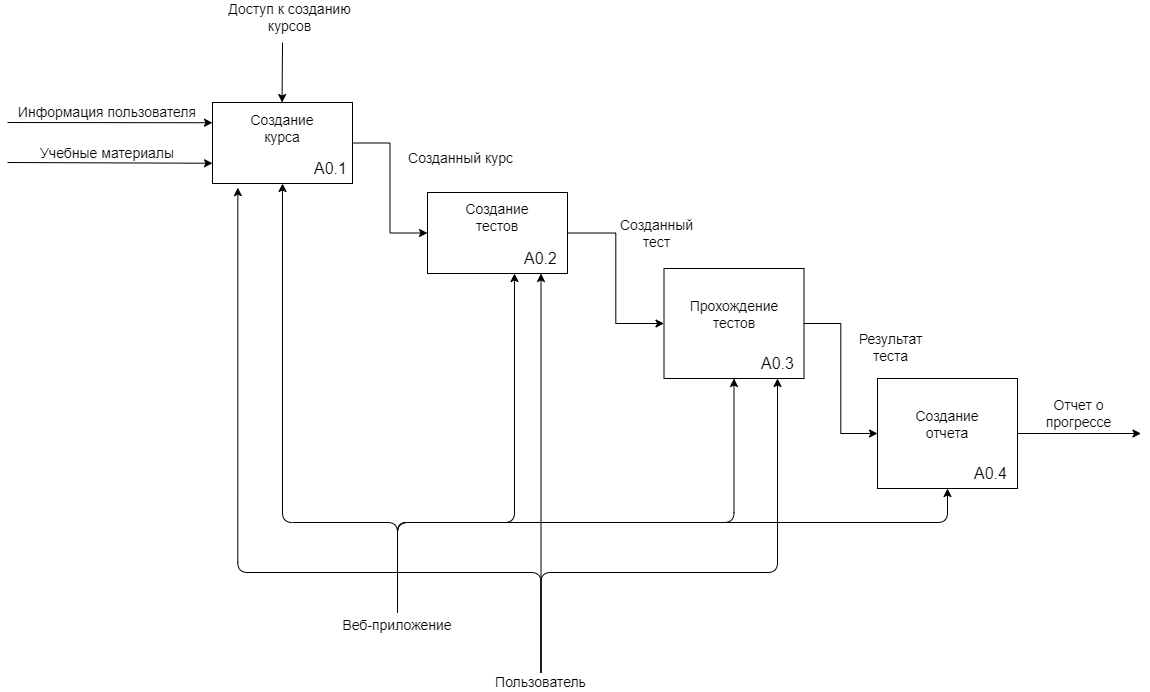 Доступ к созданию
курсов
Информация пользователя
Учебные материалы
Создание
курса
A0.1
Созданный курс
Создание
тестов
A0.2
Созданный
тест
Прохождение
тестов
A0.3
Результат
теста
Создание
отчета
A0.4
Отчет о
прогрессе
Веб-приложение
Пользователь